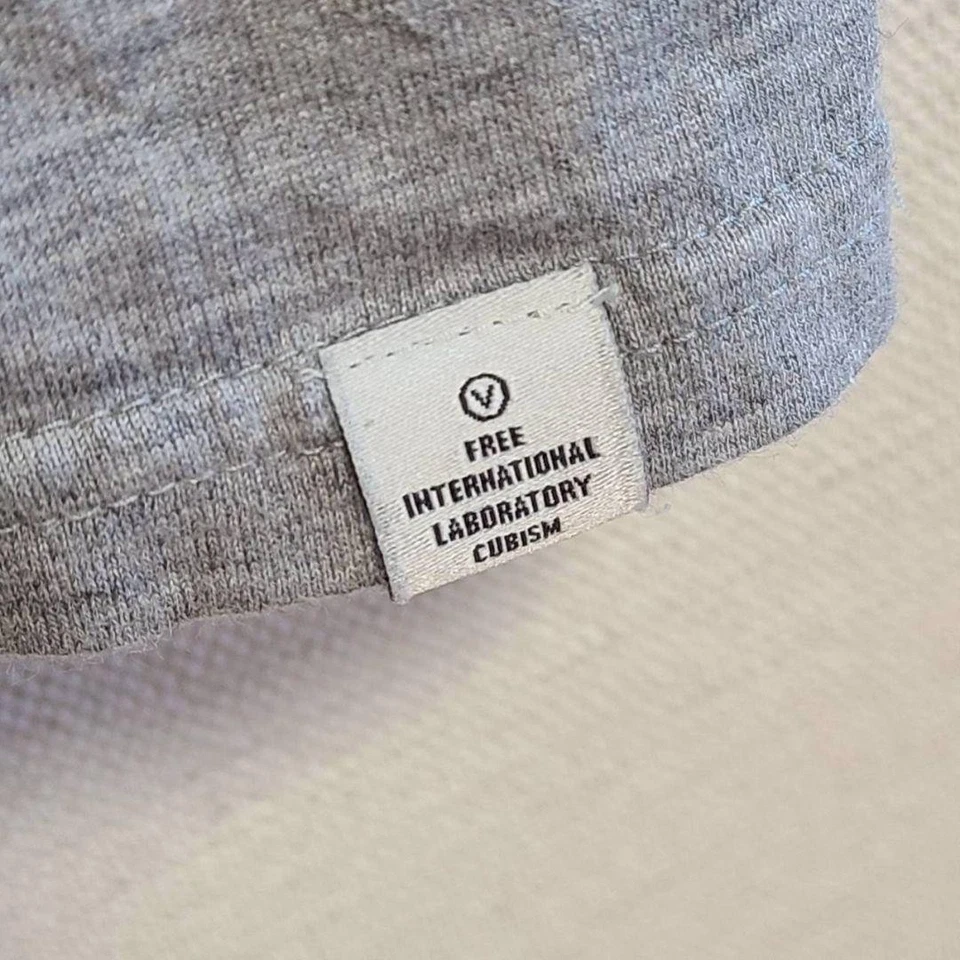 V
FREE
INTERNATIONAL
LABORATORY
CUBISM